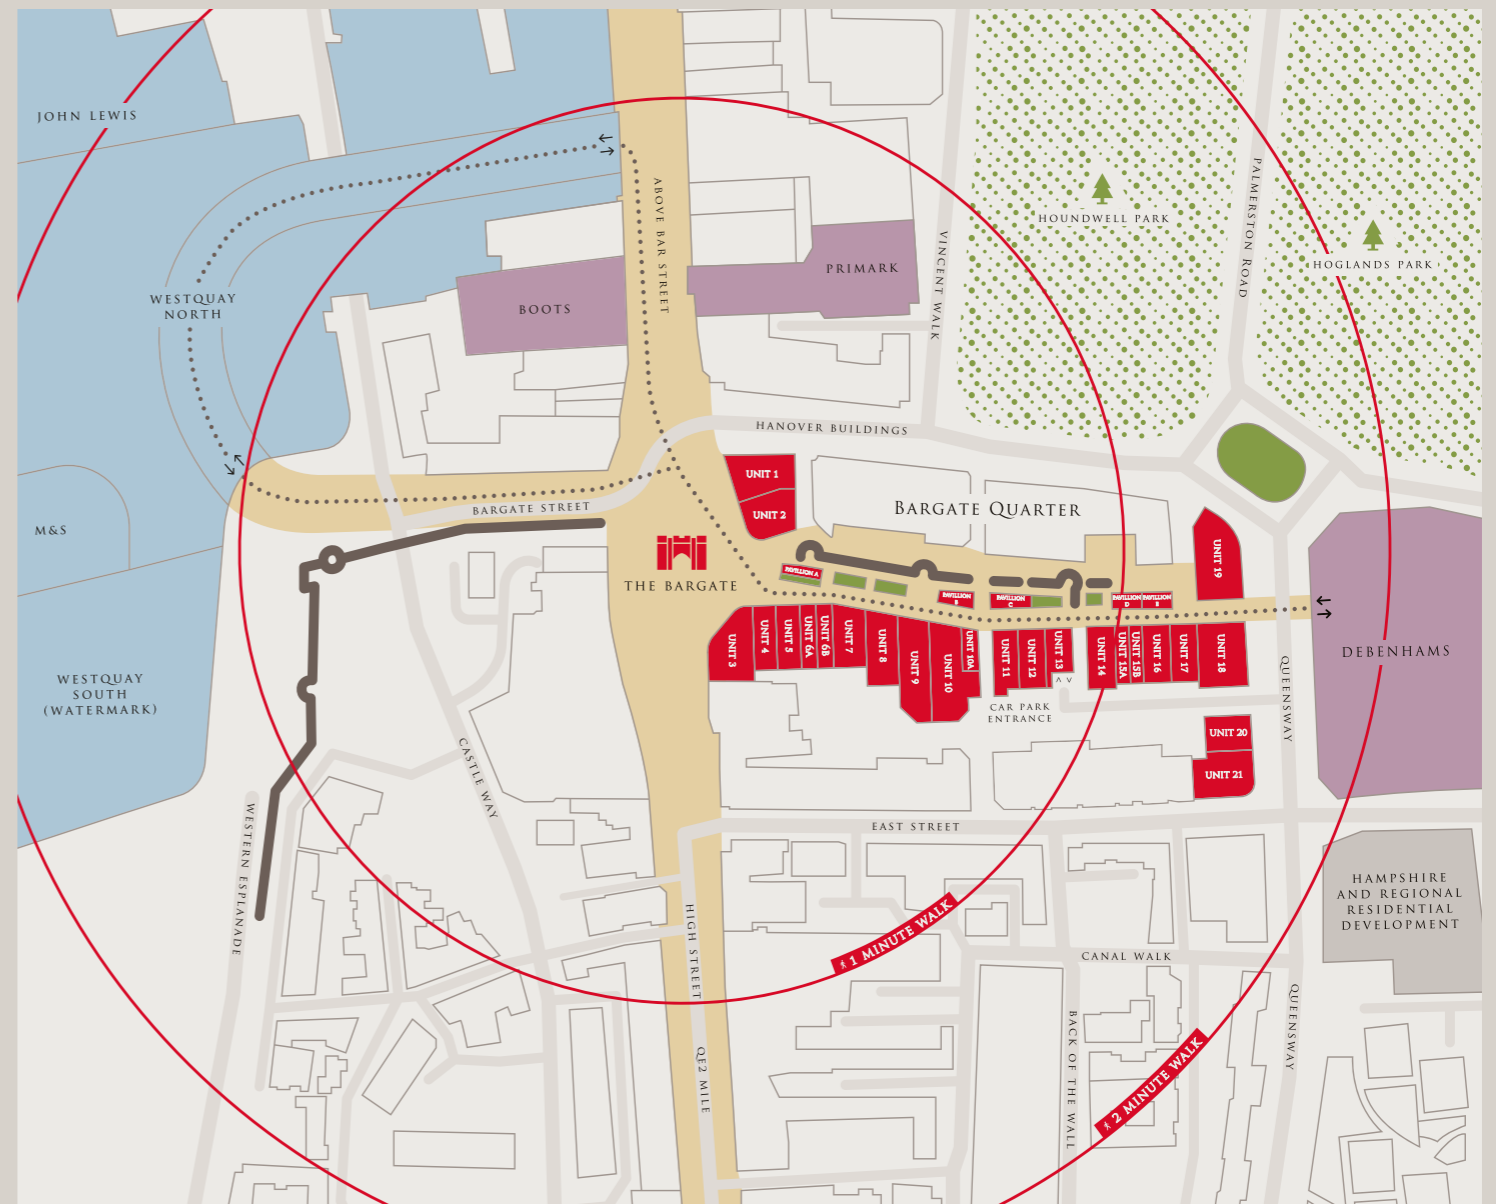 JOHN LEWIS
ABOVE BAR STREET
VINCENT WALK
PALMERSTON ROAD
HOUNDWELL PARK
HOGLANDS PARK
PRIMARK
WESTQUAY
NORTH
BOOTS
HANOVER BUILDINGS
UNIT 1
UNIT 2
BARGATE QUARTER
BARGATE STREET
M&S
THE BARGATE
PAVILLION A
PAVILLION
B
PAVILLION
C
PAVILLION
D
PAVILLION
E
UNIT 19
UNIT 3
UNIT 4
UNIT 5
UNIT 6A
UNIT 6B
UNIT 7
UNIT 8
UNIT 9
UNIT 10
UNIT 10A
UNIT 11
UNIT 12
UNIT 13
UNIT 14
UNIT 15A
UNIT 15B
UNIT 16
UNIT 17
UNIT 18
DEBENHAMS
WESTQUAY
SOUTH
(WATERMARK)
CAR PARK
ENTRANCE
QUEENSWAY
UNIT 20
UNIT 21
CASTLE WAY
EAST STREET
WESTERN ESPLANADE
HIGH STREET
HAMPSHIRE
AND REGIONAL
RESIDENTIAL
DEVELOPMENT
1 MINUTE WALK
CANAL WALK
QUEENSWAY
BACK OF THE WALL
QE2 MILE
2 MINUTE WALK